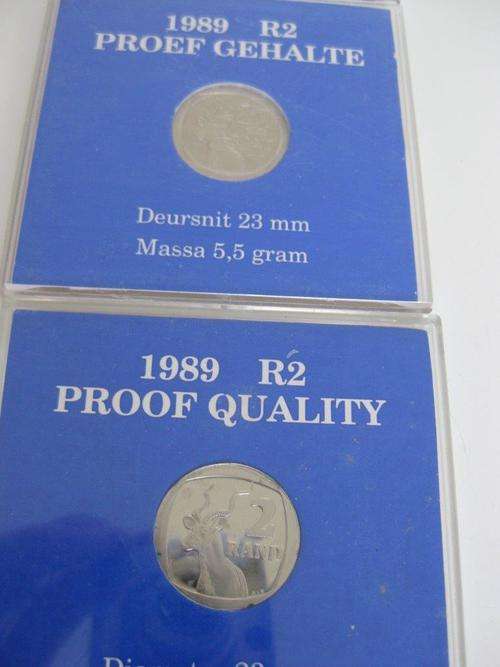 1989 R2
PROEF GEHALTE
Deursnit 23 mm
Massa 5,5 gram
1989 R2
PROOF QUALITY
2
RAND